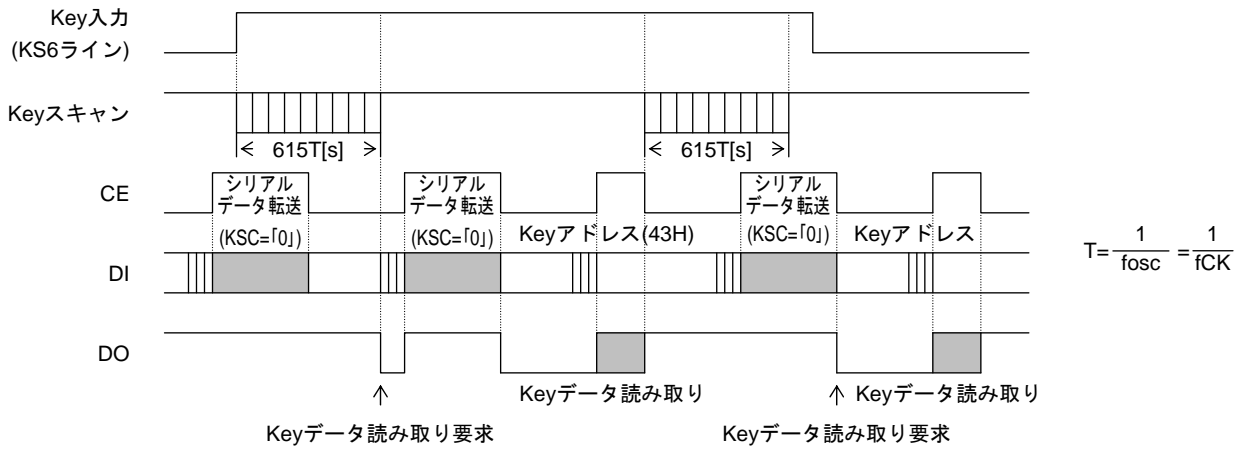 Key入力
(KS6ライン)
Keyスキャン
615T[s]
615T[s]
CE
シリアル
データ転送
シリアル
データ転送
シリアル
データ転送
(KSC=「0」)
(KSC=「0」)
Keyアドレス(43H)
(KSC=「0」)
Keyアドレス
DI
T=1/fosc=1/fCK
DO
Keyデータ読み取り
Keyデータ読み取り
Keyデータ読み取り要求
Keyデータ読み取り要求